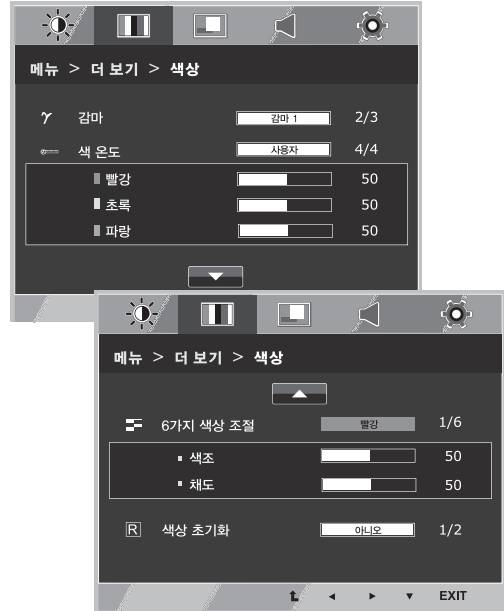 메뉴 > 더 보기 > 색상
γ 감마 감마 1 2/3
색 온도 사용자 4/4
빨강 50
초록 50
파랑 50
메뉴 > 더 보기 > 색상
6가지 색상 조절 빨강 1/6
색조 50
채도 50
R 색상 초기화 아니오 1/2
EXIT